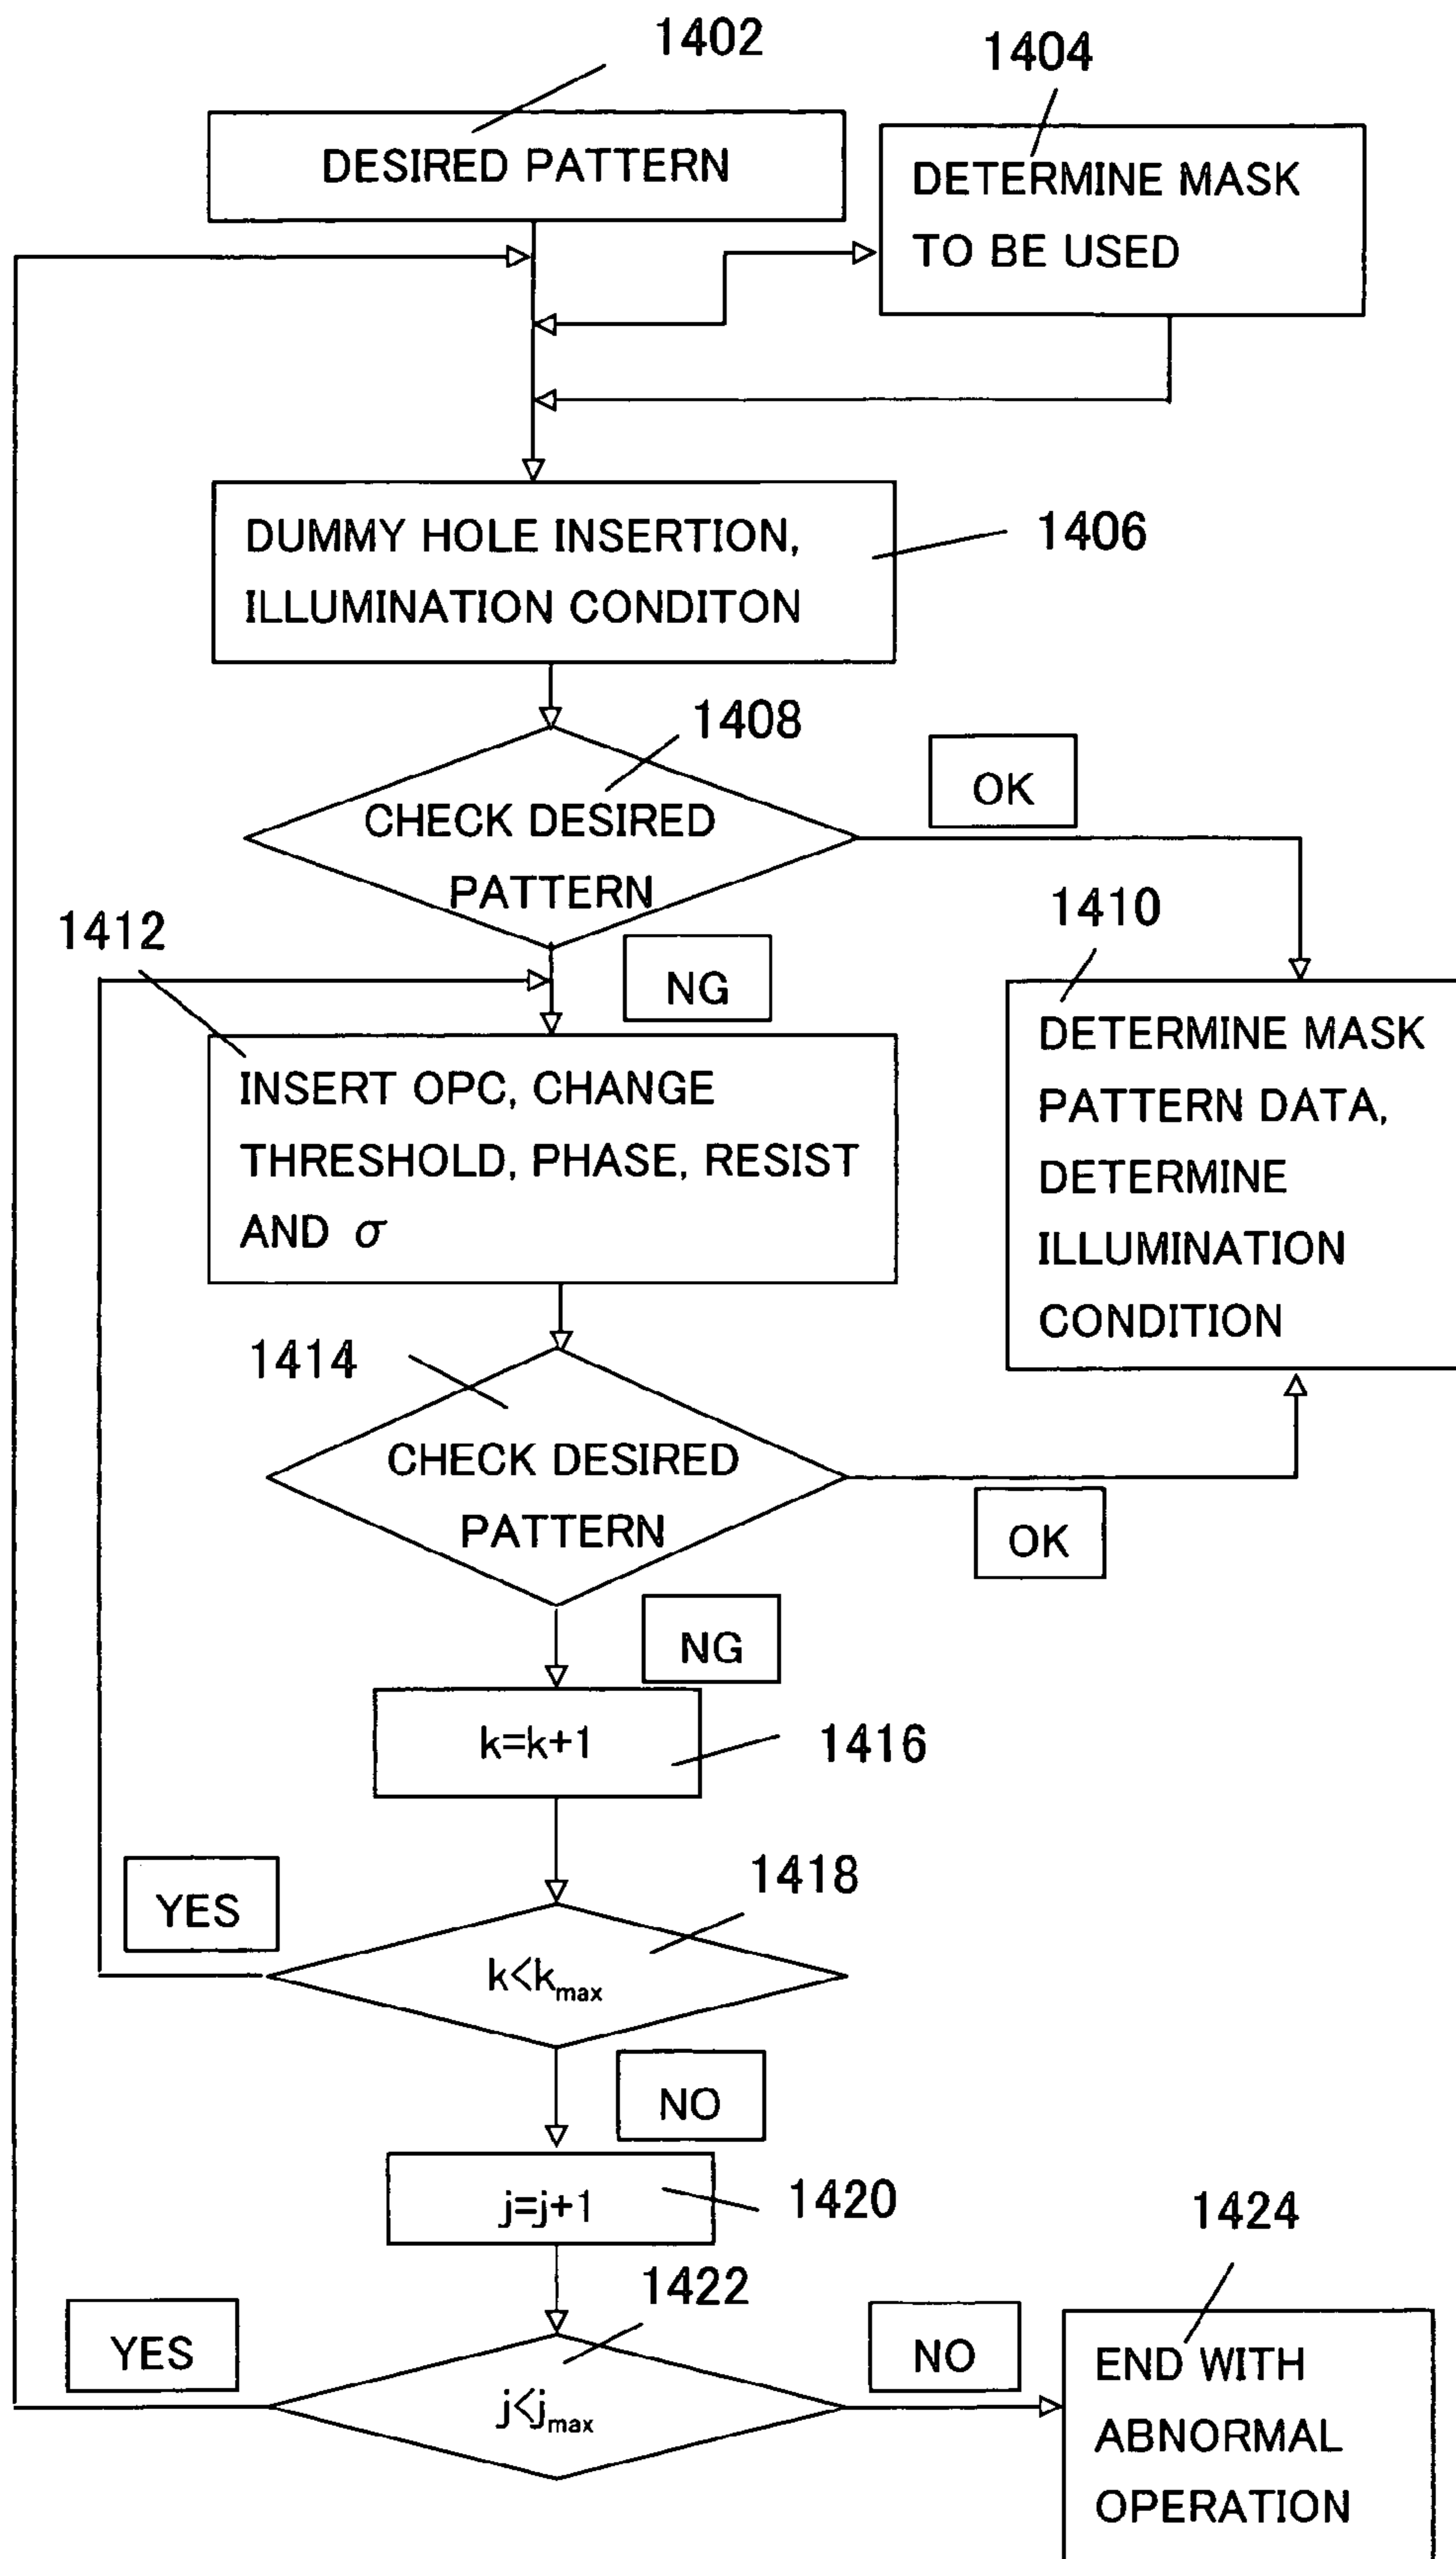 1402
1404
DESIRED PATTERN
DETERMINE MASK
TO BE USED
DUMMY HOLE INSERTION,
ILLUMINATION CONDITON
1406
1408
OK
CHECK DESIRED
PATTERN
1410
1412
NG
DETERMINE MASK
PATTERN DATA,
DETERMINE
ILLUMINATION
CONDITION
INSERT OPC, CHANGE
THRESHOLD, PHASE, RESIST
AND σ
1414
CHECK DESIRED
PATTERN
OK
NG
k=k+1
1416
1418
YES
k<kmax
NO
j=j+1
1420
1424
1422
YES
NO
j<jmax
END WITH
ABNORMAL
OPERATION